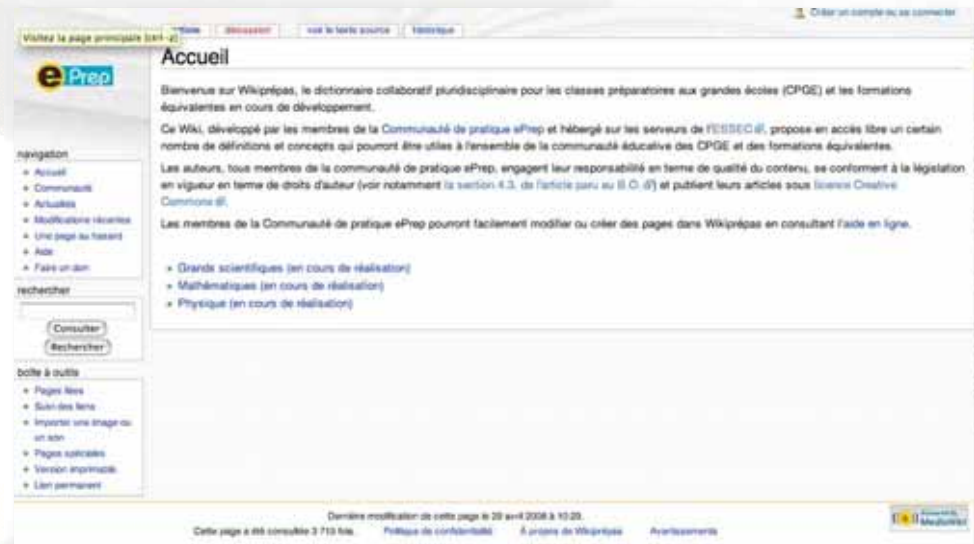 Créer un compte ou se connecter
Visitez la page principale [ctrl-z]
article
discussion
voir le texte source
historique
ePrep
Accueil
Bienvenue sur Wikiprépas, le dictionnaire collaboratif pluridisciplinaire pour les classes préparatoires aux grandes écoles (CPGE) et les formations
équivalentes en cours de développement.
Ce Wiki, développé par les membres de la Communauté de pratique ePrep et hébergé sur les serveurs de l'ESSEC, propose en accès libre un certain
nombre de définitions et concepts qui pourront être utiles à l'ensemble de la communauté éducative des CPGE et des formations équivalentes.
Les auteurs, tous membres de la communauté de pratique ePrep, engagent leur responsabilité en terme de qualité du contenu, se conforment à la législation
en vigueur en terme de droits d'auteur (voir notamment la section 4.3. de l'article paru au B.O.) et publient leurs articles sous licence Creative
Commons.
Les membres de la Communauté de pratique ePrep pourront facilement modifier ou créer des pages dans Wikiprépas en consultant l'aide en ligne.
Grands scientifiques (en cours de réalisation)
Mathématiques (en cours de réalisation)
Physique (en cours de réalisation)
navigation
Accueil
Communauté
Actualités
Modifications récentes
Une page au hasard
Aide
Faire un don
rechercher
Consulter
Rechercher
boîte à outils
Pages liées
Suivi des liens
Importer une image ou
un son
Pages spéciales
Version imprimable
Lien permanent
Dernière modification de cette page le 29 avril 2008 à 10:29.
Cette page a été consultée 3 713 fois.
Politique de confidentialité
À propos de Wikiprépas
Avertissements
MediaWiki